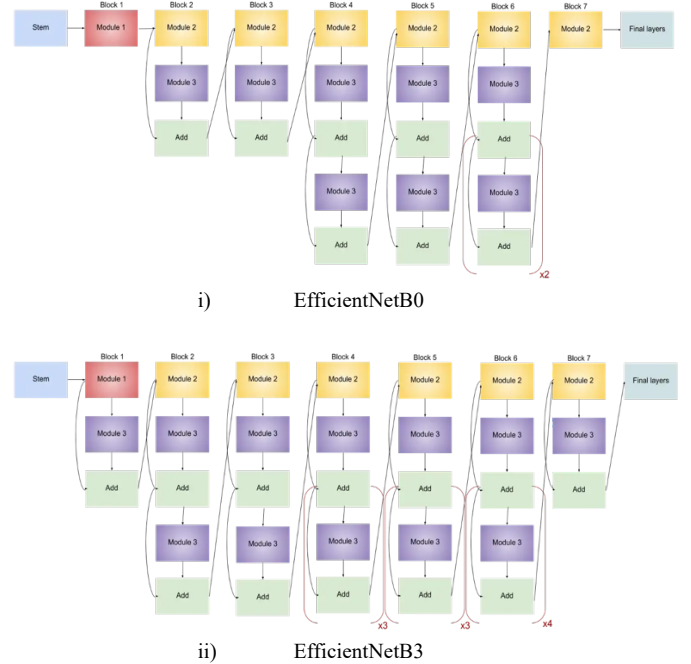 Block 1 Block 2 Block 3 Block 4 Block 5 Block 6 Block 7
Stem Module 1 Module 2 Module 2 Module 2 Module 2 Module 2 Module 2 Final layers
Module 3 Module 3 Module 3 Module 3 Module 3
Add Add Add Add Add
Module 3 Module 3 Module 3
Add Add Add
x2
i) EfficientNetB0
Block 1 Block 2 Block 3 Block 4 Block 5 Block 6 Block 7
Stem Module 1 Module 2 Module 2 Module 2 Module 2 Module 2 Module 2 Final layers
Module 3 Module 3 Module 3 Module 3 Module 3 Module 3 Module 3
Add Add Add Add Add Add Add
Module 3 Module 3 Module 3 Module 3 Module 3
Add Add Add Add Add
x3 x3 x4
ii) EfficientNetB3